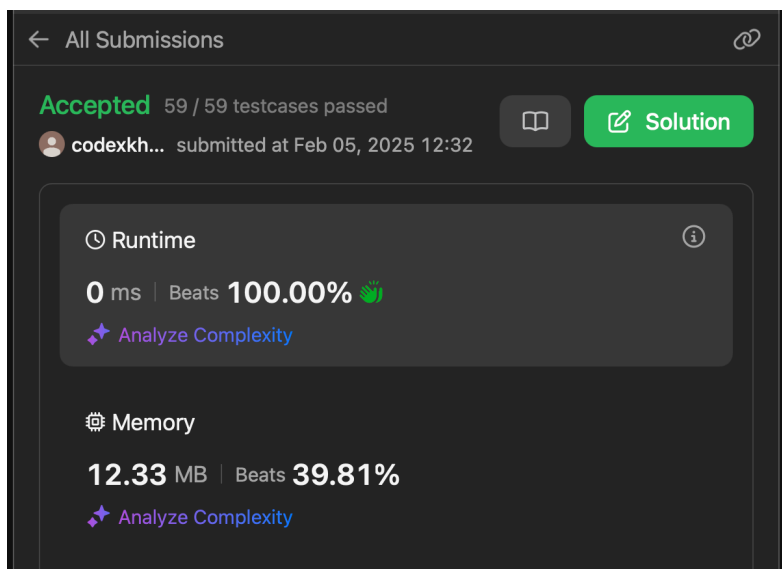 All Submissions
Accepted 59 / 59 testcases passed
codexkh... submitted at Feb 05, 2025 12:32
Solution
Runtime
0 ms | Beats 100.00%
Analyze Complexity
Memory
12.33 MB | Beats 39.81%
Analyze Complexity